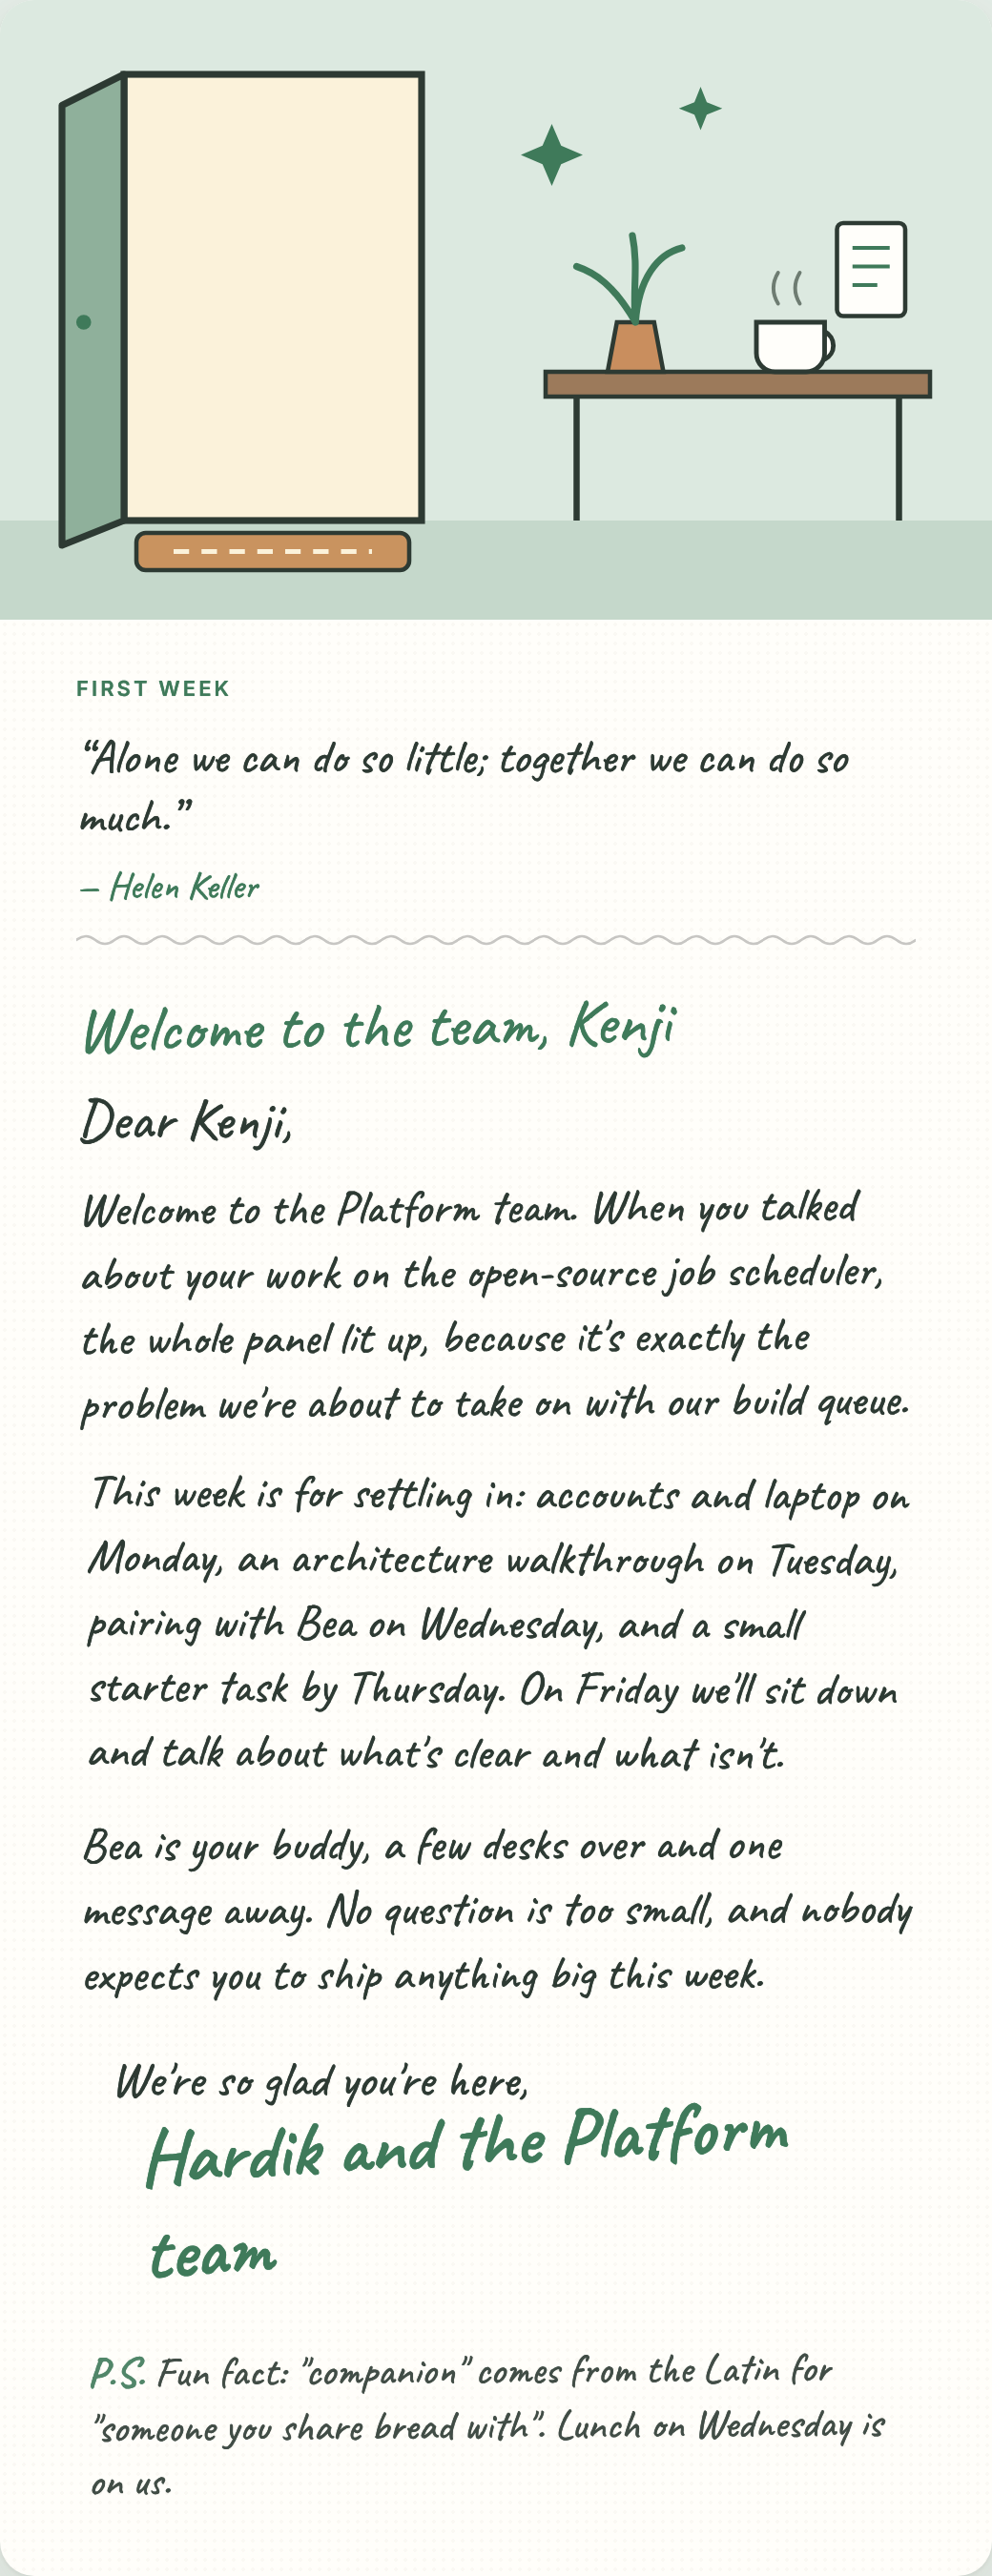 FIRST WEEK
“Alone we can do so little; together we can do so
much.”
– Helen Keller
Welcome to the team, Kenji
Dear Kenji,
Welcome to the Platform team. When you talked
about your work on the open-source job scheduler,
the whole panel lit up, because it's exactly the
problem we're about to take on with our build queue.
This week is for settling in: accounts and laptop on
Monday, an architecture walkthrough on Tuesday,
pairing with Bea on Wednesday, and a small
starter task by Thursday. On Friday we'll sit down
and talk about what's clear and what isn't.
Bea is your buddy, a few desks over and one
message away. No question is too small, and nobody
expects you to ship anything big this week.
We're so glad you're here,
Hardik and the Platform
team
P.S. Fun fact: "companion" comes from the Latin for
"someone you share bread with". Lunch on Wednesday is
on us.